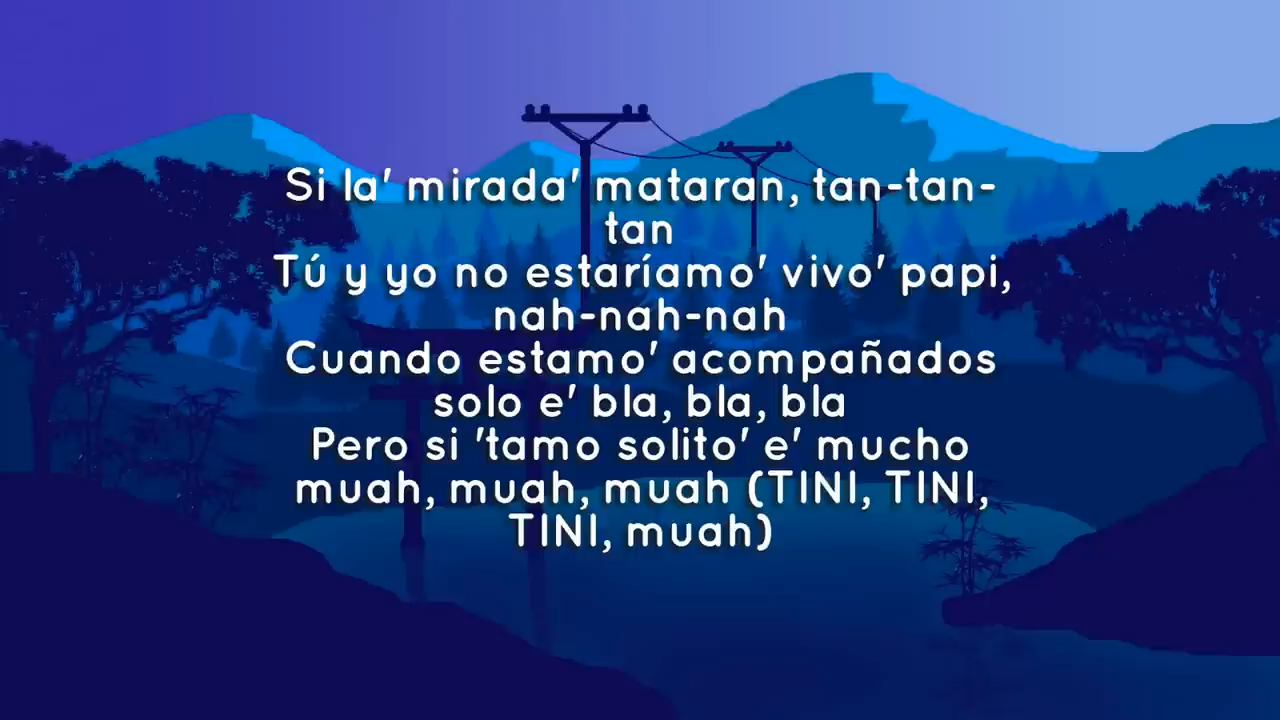 Si la' mirada' mataran, tan-tan-
tan
Tú y yo no estaríamo' vivo' papi,
nah-nah-nah
Cuando estamo' acompañados
solo e' bla, bla, bla
Pero si 'tamo solito' e' mucho
muah, muah, muah (TINI, TINI,
TINI, muah)